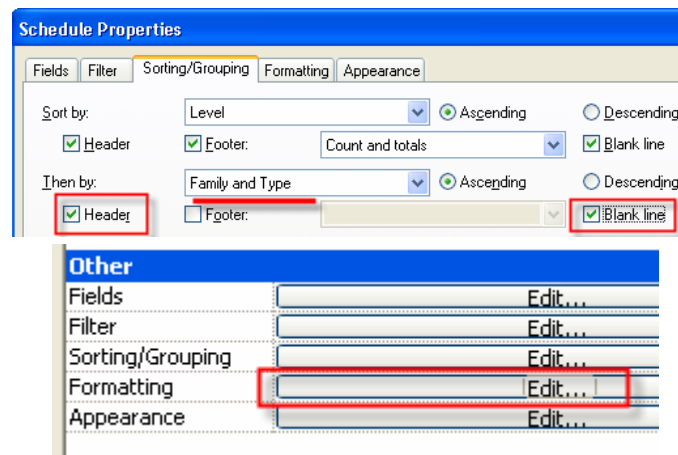 Schedule Properties
Fields Filter Sorting/Grouping Formatting Appearance
Sort by: Level Ascending Descending
Header Footer: Count and totals Blank line
Then by: Family and Type Ascending Descending
Header Footer: Blank line
Other
Fields Edit...
Filter Edit...
Sorting/Grouping Edit...
Formatting Edit...
Appearance Edit...